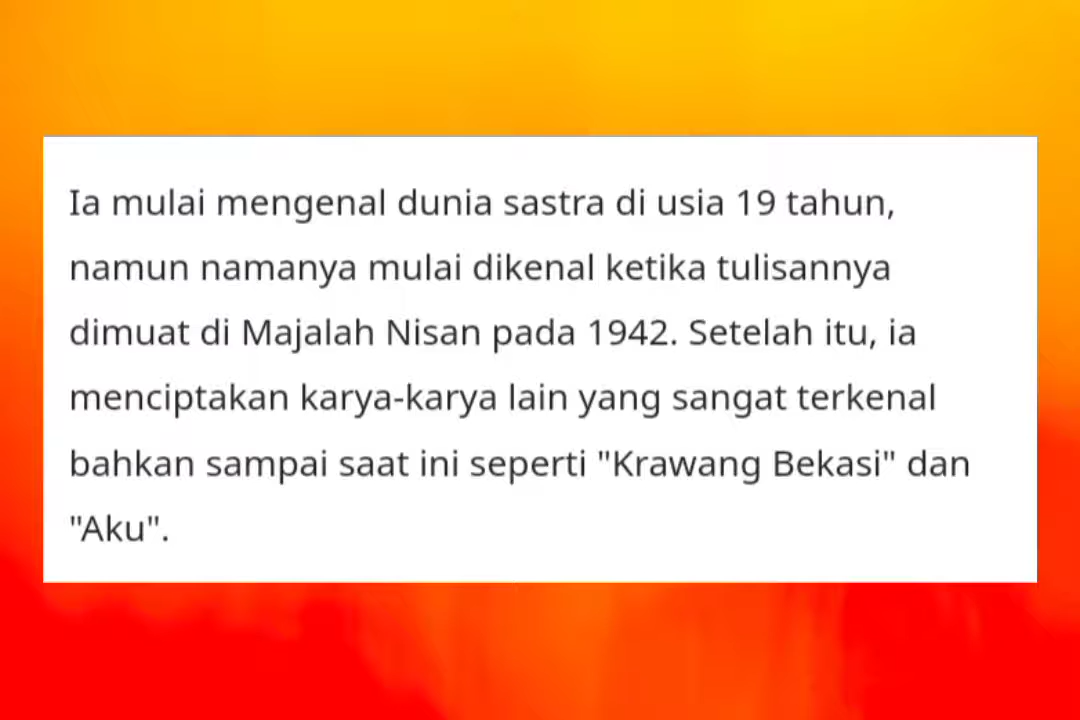 Ia mulai mengenal dunia sastra di usia 19 tahun,
namun namanya mulai dikenal ketika tulisannya
dimuat di Majalah Nisan pada 1942. Setelah itu, ia
menciptakan karya-karya lain yang sangat terkenal
bahkan sampai saat ini seperti "Krawang Bekasi" dan
"Aku".